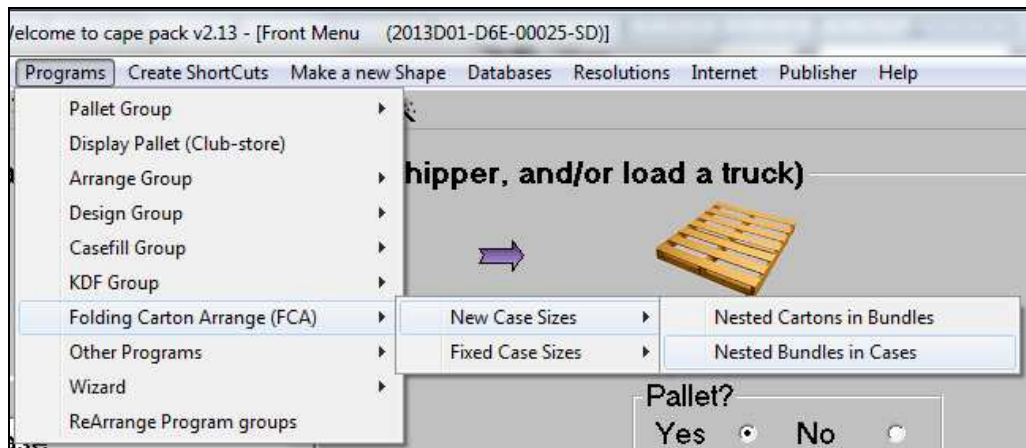 elcome to cape pack v2.13 - [Front Menu (2013D01-D6E-00025-SD)]
Programs Create ShortCuts Make a new Shape Databases Resolutions Internet Publisher Help
Pallet Group
Display Pallet (Club-store)
Arrange Group
hipper, and/or load a truck)
Design Group
Casefill Group
KDF Group
Folding Carton Arrange (FCA)
New Case Sizes
Nested Cartons in Bundles
Other Programs
Fixed Case Sizes
Nested Bundles in Cases
Wizard
Pallet?
ReArrange Program groups
Yes No